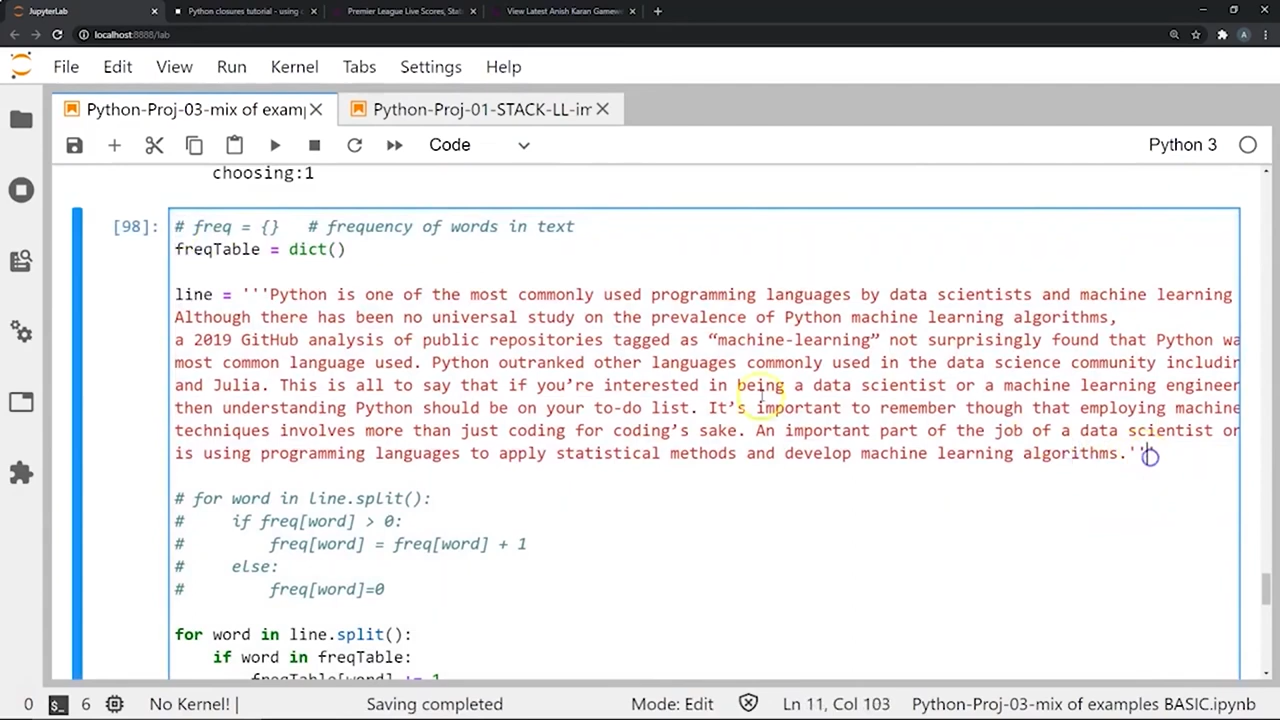 JupyterLab
Python closures tutorial - using
Premier League Live Scores, Stat
View Latest Anish Karan Gamew
localhost:8888/lab
File Edit View Run Kernel Tabs Settings Help
Python-Proj-03-mix of examp
Python-Proj-01-STACK-LL-im
Code
Python 3
choosing:1
[98]:
# freq = {}   # frequency of words in text
freqTable = dict()
line = '''Python is one of the most commonly used programming languages by data scientists and machine learning
Although there has been no universal study on the prevalence of Python machine learning algorithms,
a 2019 GitHub analysis of public repositories tagged as “machine-learning” not surprisingly found that Python wa
most common language used. Python outranked other languages commonly used in the data science community includin
and Julia. This is all to say that if you’re interested in being a data scientist or a machine learning engineer
then understanding Python should be on your to-do list. It’s important to remember though that employing machine
techniques involves more than just coding for coding’s sake. An important part of the job of a data scientist or
is using programming languages to apply statistical methods and develop machine learning algorithms.'''
# for word in line.split():
#     if freq[word] > 0:
#         freq[word] = freq[word] + 1
#     else:
#         freq[word]=0
for word in line.split():
if word in freqTable:
freqTable[word] += 1
0
6
No Kernel! |
Saving completed
Mode: Edit
Ln 11, Col 103
Python-Proj-03-mix of examples BASIC.ipynb